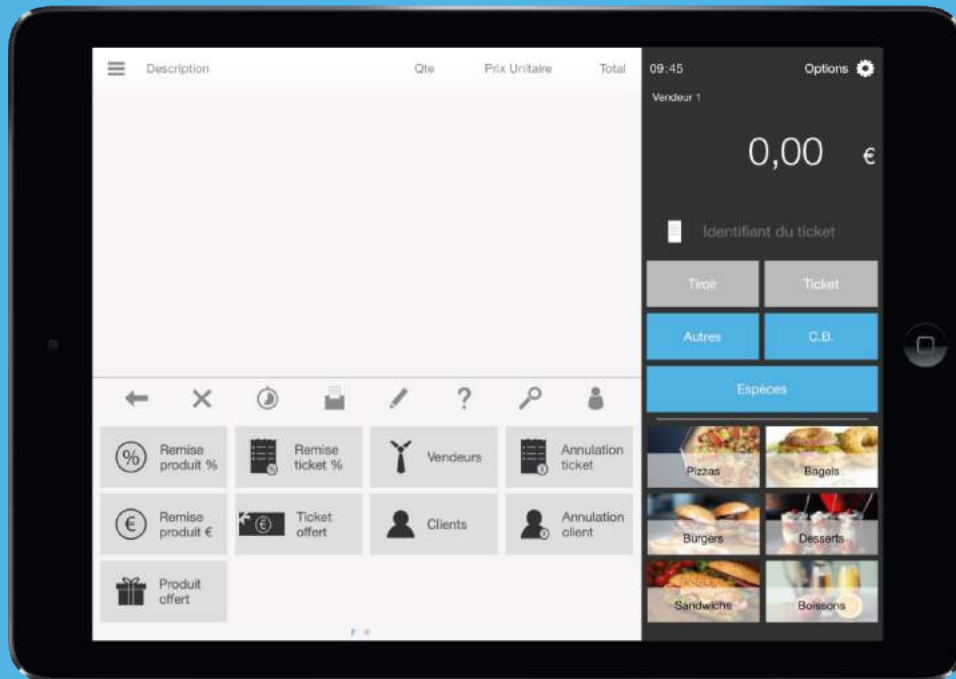 Description Qte Prix Unitaire Total
09:45 Options
Vendeur 1
0,00 €
Identifiant du ticket
Tiroir Ticket
Autres C.B.
Espèces
?
% Remise
produit %
Remise
ticket %
Vendeurs
Annulation
ticket
€ Remise
produit €
€ Ticket
offert
Clients
Annulation
client
Produit
offert
Pizzas Bagels
Burgers Desserts
Sandwichs Boissons